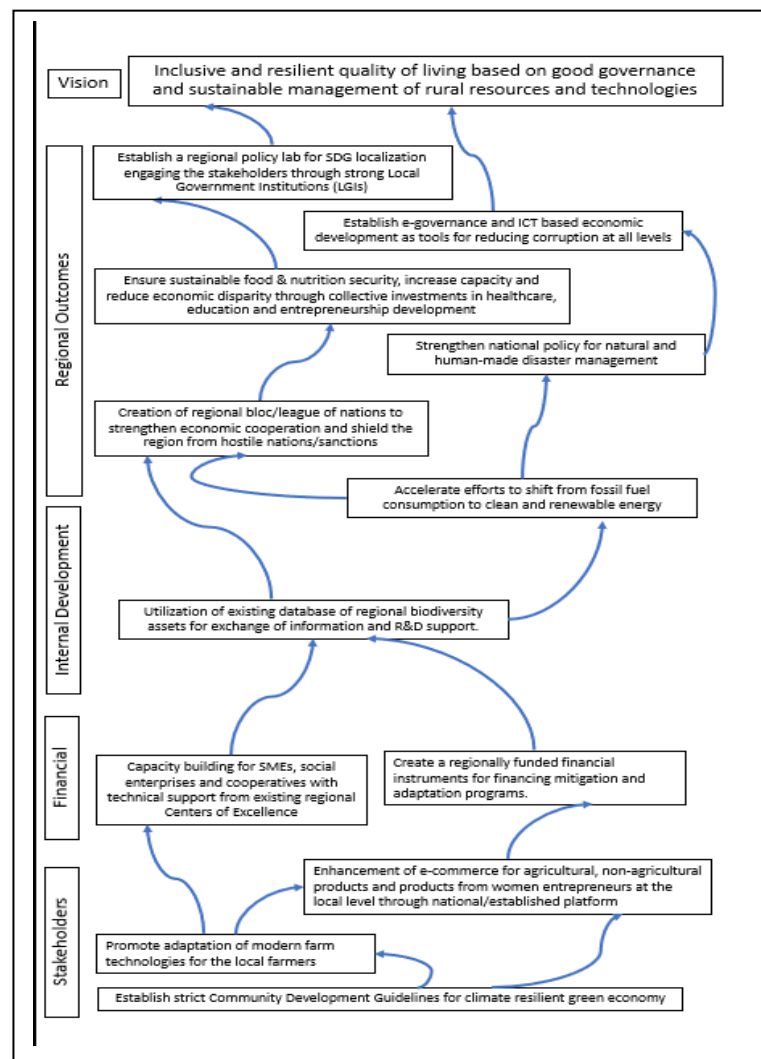 Vision
Inclusive and resilient quality of living based on good governance
and sustainable management of rural resources and technologies
Regional Outcomes
Establish a regional policy lab for SDG localization
engaging the stakeholders through strong Local
Government Institutions (LGIs)
Establish e-governance and ICT based economic
development as tools for reducing corruption at all levels
Ensure sustainable food & nutrition security, increase capacity and
reduce economic disparity through collective investments in healthcare,
education and entrepreneurship development
Strengthen national policy for natural and
human-made disaster management
Creation of regional bloc/league of nations to
strengthen economic cooperation and shield the
region from hostile nations/sanctions
Accelerate efforts to shift from fossil fuel
consumption to clean and renewable energy
Internal Development
Utilization of existing database of regional biodiversity
assets for exchange of information and R&D support.
Financial
Capacity building for SMEs, social
enterprises and cooperatives with
technical support from existing regional
Centers of Excellence
Create a regionally funded financial
instruments for financing mitigation and
adaptation programs.
Stakeholders
Enhancement of e-commerce for agricultural, non-agricultural
products and products from women entrepreneurs at the
local level through national/established platform
Promote adaptation of modern farm
technologies for the local farmers
Establish strict Community Development Guidelines for climate resilient green economy